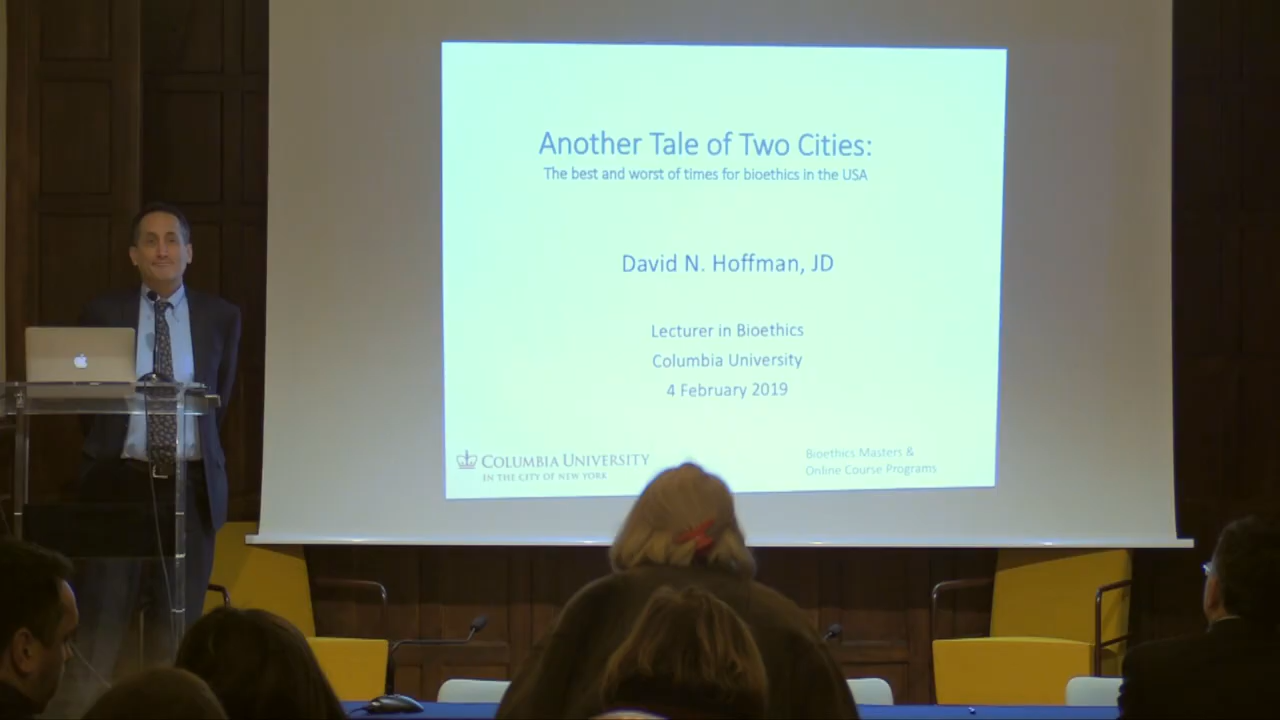 Another Tale of Two Cities:
The best and worst of times for bioethics in the USA
David N. Hoffman, JD
Lecturer in Bioethics
Columbia University
4 February 2019
COLUMBIA UNIVERSITY
IN THE CITY OF NEW YORK
Bioethics Masters &
Online Course Programs